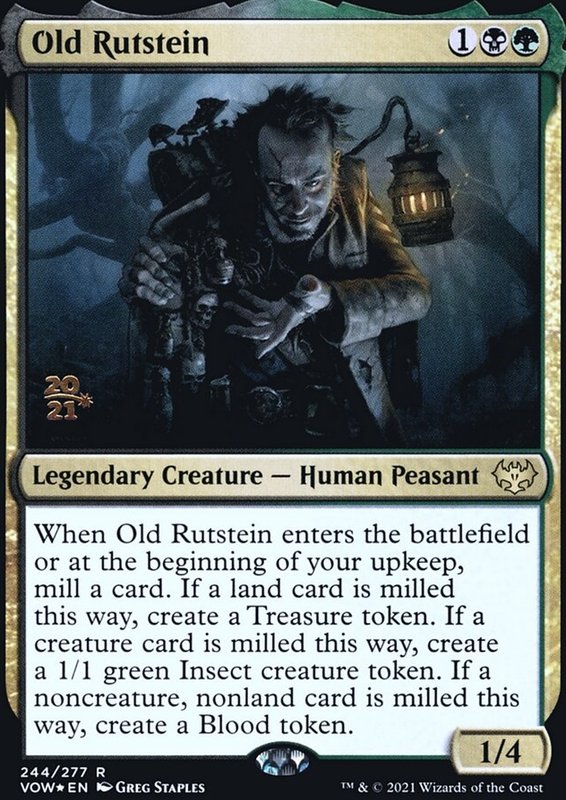 Old Rutstein 1
20
21
Legendary Creature — Human Peasant
When Old Rutstein enters the battlefield
or at the beginning of your upkeep,
mill a card. If a land card is milled
this way, create a Treasure token. If a
creature card is milled this way, create
a 1/1 green Insect creature token. If a
noncreature, nonland card is milled this
way, create a Blood token.
1/4
244/277 R
VOW★EN Greg Staples
™ & © 2021 Wizards of the Coast